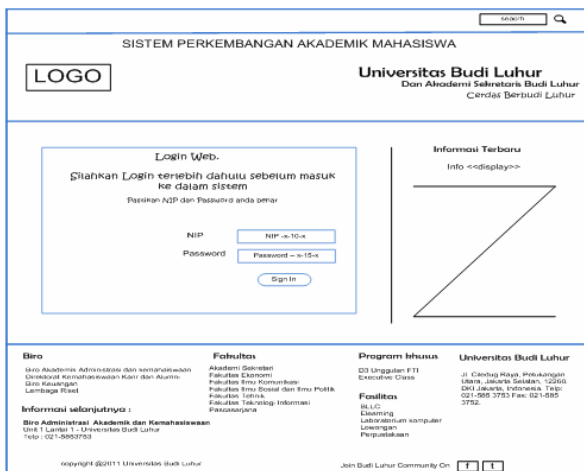 search
SISTEM PERKEMBANGAN AKADEMIK MAHASISWA
LOGO
Universitas Budi Luhur
Dan Akademi Sekretaris Budi Luhur
Cerdas Berbudi Luhur
Login Web.
Silahkan Login terlebih dahulu sebelum masuk
ke dalam sistem
Pastikan NIP dan Password anda benar
NIP
NIP -x-10-x
Password
Password – x-15-x
Sign In
Informasi Terbaru
Info <<display>>
Biro
Biro Akademis Administrasi dan kemahasiswaan
Direktorat Kemahasiswaan Karir dan Alumni
Biro Keuangan
Lembaga Riset
Informasi selanjutnya :
Biro Administrasi Akademik dan Kemahasiswaan
Unit 1 Lantai 1 - Universitas Budi Luhur
Telp : 021-5853753
Fakultas
Akademi Sekretari
Fakultas Ekonomi
Fakultas Ilmu Komunikasi
Fakultas Ilmu Sosial dan Ilmu Politik
Fakultas Tehnik
Fakultas Teknologi Informasi
Pascasarjana
Program khusus
D3 Unggulan FTI
Executive Class
Fasilitas
BLLC
Elearning
Laboratorium komputer
Lowongan
Perpustakaan
Universitas Budi Luhur
Jl. Ciledug Raya, Petukangan
Utara, Jakarta Selatan, 12260.
DKI Jakarta, Indonesia. Telp:
021-585 3753 Fax: 021-585
3752.
copyright @2011 Universitas Budi Luhur
Join Budi Luhur Community On
f
t